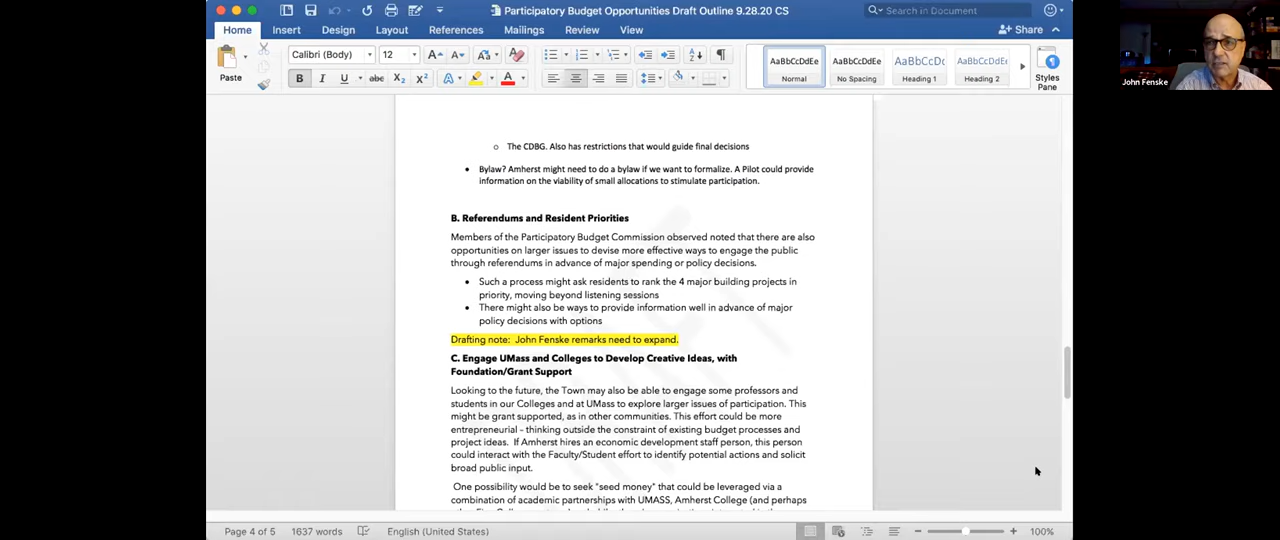 Participatory Budget Opportunities Draft Outline 9.28.20 CS
Search in Document
Home Insert Design Layout References Mailings Review View
Share
Paste
Calibri (Body) 12
B I U abc X2 X2
AaBbCcDdEe AaBbCcDdEe AaBbCcDc AaBbCcDdEe
Normal No Spacing Heading 1 Heading 2
Styles
Pane
John Fenske
o The CDBG. Also has restrictions that would guide final decisions
• Bylaw? Amherst might need to do a bylaw if we want to formalize. A Pilot could provide
information on the viability of small allocations to stimulate participation.
B. Referendums and Resident Priorities
Members of the Participatory Budget Commission observed noted that there are also
opportunities on larger issues to devise more effective ways to engage the public
through referendums in advance of major spending or policy decisions.
• Such a process might ask residents to rank the 4 major building projects in
priority, moving beyond listening sessions
• There might also be ways to provide information well in advance of major
policy decisions with options
Drafting note: John Fenske remarks need to expand.
C. Engage UMass and Colleges to Develop Creative Ideas, with
Foundation/Grant Support
Looking to the future, the Town may also be able to engage some professors and
students in our Colleges and at UMass to explore larger issues of participation. This
might be grant supported, as in other communities. This effort could be more
entrepreneurial - thinking outside the constraint of existing budget processes and
project ideas. If Amherst hires an economic development staff person, this person
could interact with the Faculty/Student effort to identify potential actions and solicit
broad public input.
One possibility would be to seek "seed money" that could be leveraged via a
combination of academic partnerships with UMASS, Amherst College (and perhaps
Page 4 of 5 1637 words English (United States) 100%